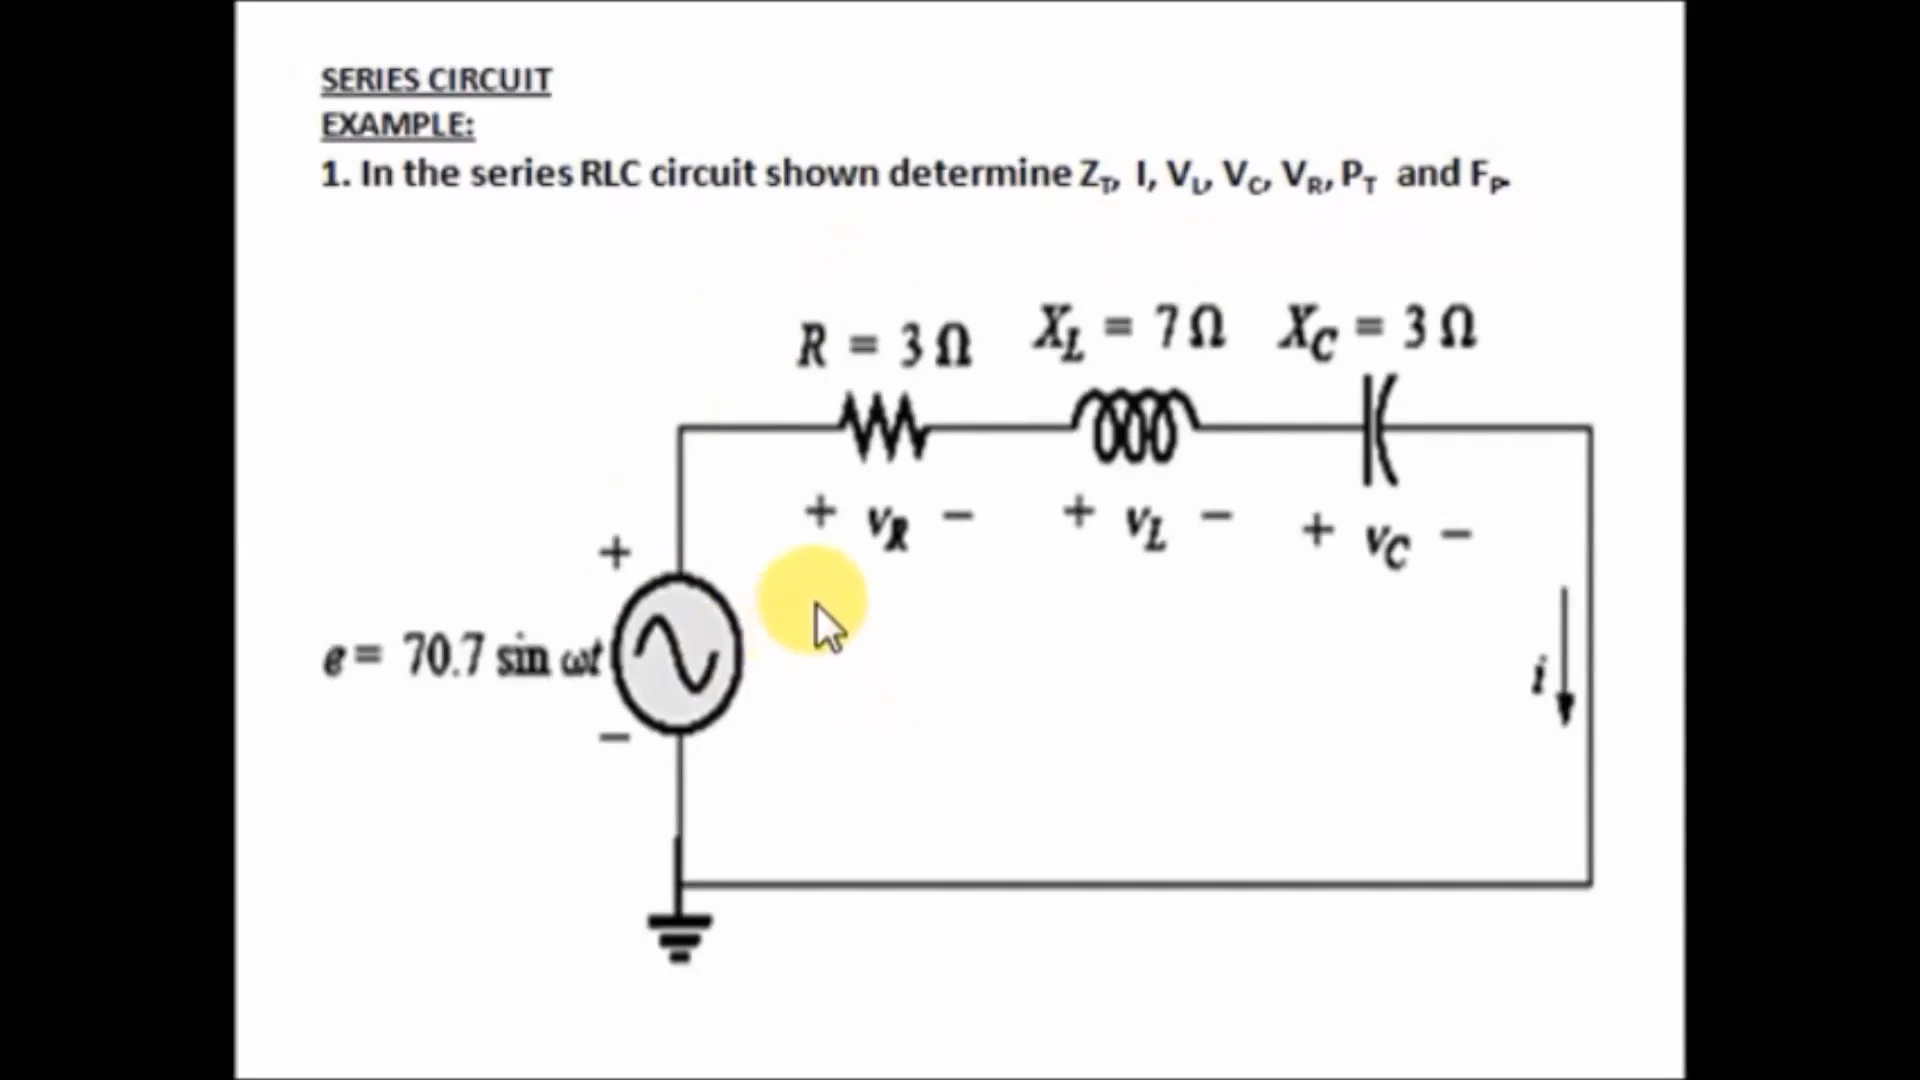 SERIES CIRCUIT
EXAMPLE:
1. In the series RLC circuit shown determine Z_T, I, V_L, V_C, V_R, P_T and F_P.
R = 3 Ω
X_L = 7 Ω
X_C = 3 Ω
+ v_R −
+ v_L −
+ v_C −
+
e = 70.7 sin ωt
i
−